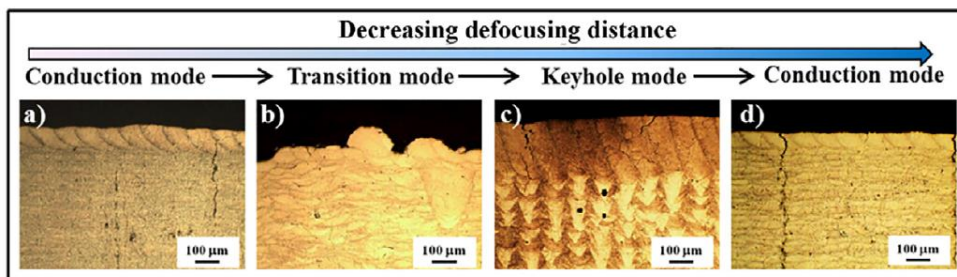 Decreasing defocusing distance
Conduction mode → Transition mode → Keyhole mode → Conduction mode
a) b) c) d)
100 μm 100 μm 100 μm 100 μm